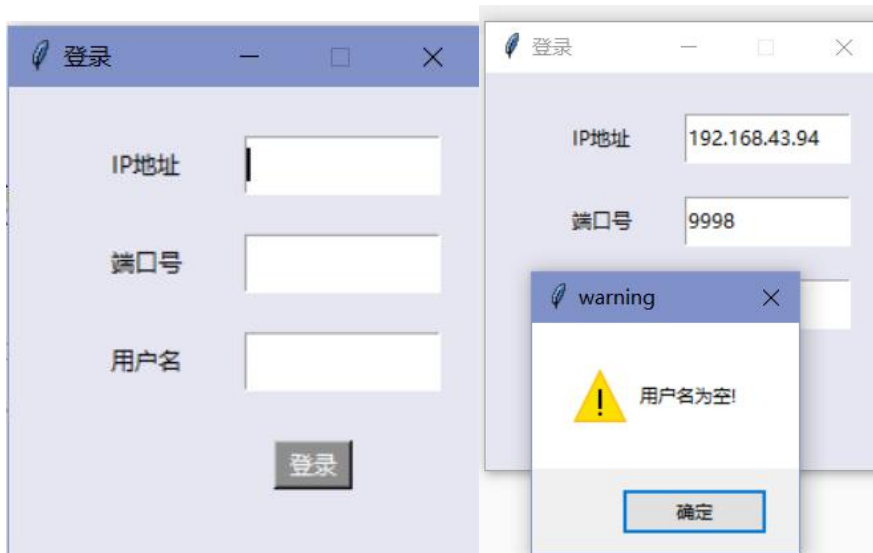 登录
IP地址
端口号
用户名
登录
登录
IP地址 192.168.43.94
端口号 9998
warning
用户名为空!
确定